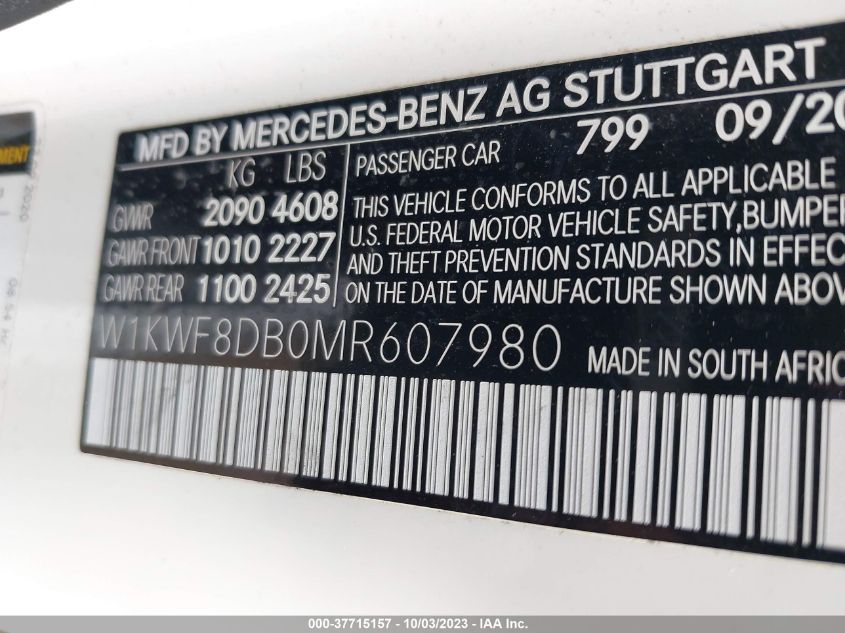 MFD BY MERCEDES-BENZ AG STUTTGART
KG LBS
PASSENGER CAR 799 09/20
GVWR 2090 4608
GAWR FRONT 1010 2227
GAWR REAR 1100 2425
THIS VEHICLE CONFORMS TO ALL APPLICABLE
U.S. FEDERAL MOTOR VEHICLE SAFETY, BUMPER
AND THEFT PREVENTION STANDARDS IN EFFEC
ON THE DATE OF MANUFACTURE SHOWN ABOV
W1KWF8DB0MR607980 MADE IN SOUTH AFRIC
000-37715157 - 10/03/2023 - IAA Inc.